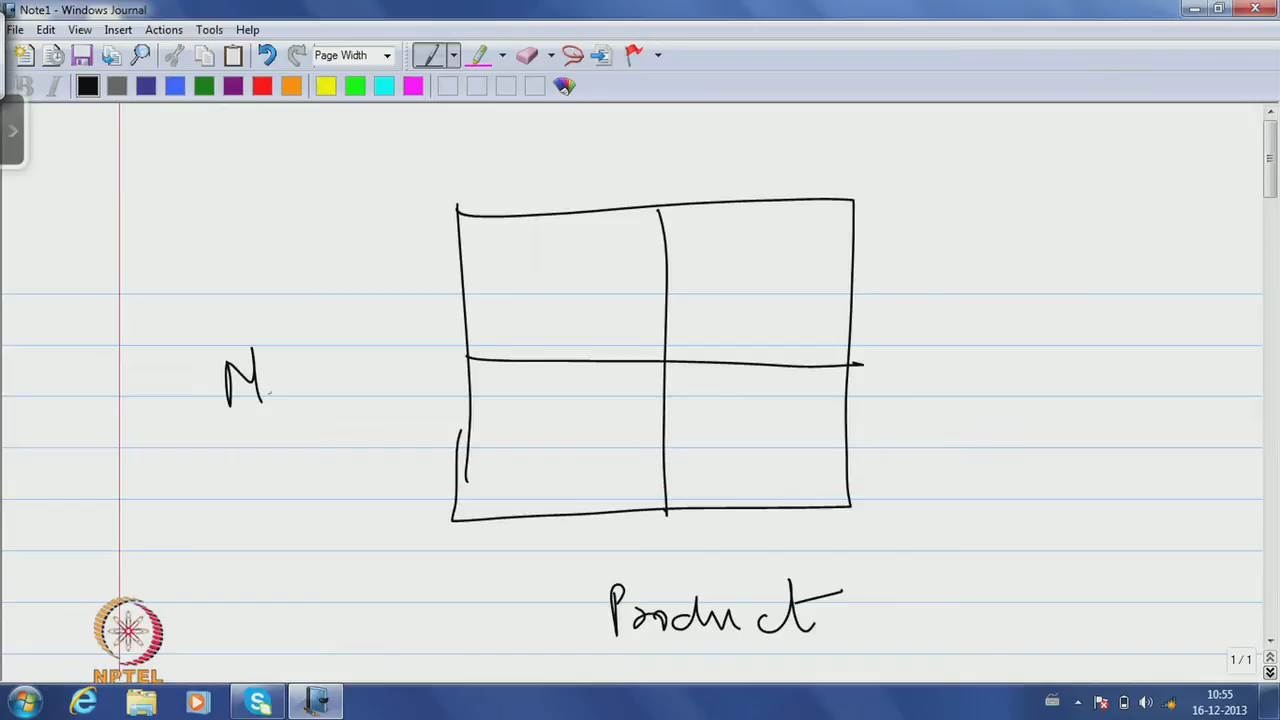 Note1 - Windows Journal
File Edit View Insert Actions Tools Help
Page Width
B I
N
Product
NPTEL
1/1
10:55
16-12-2013